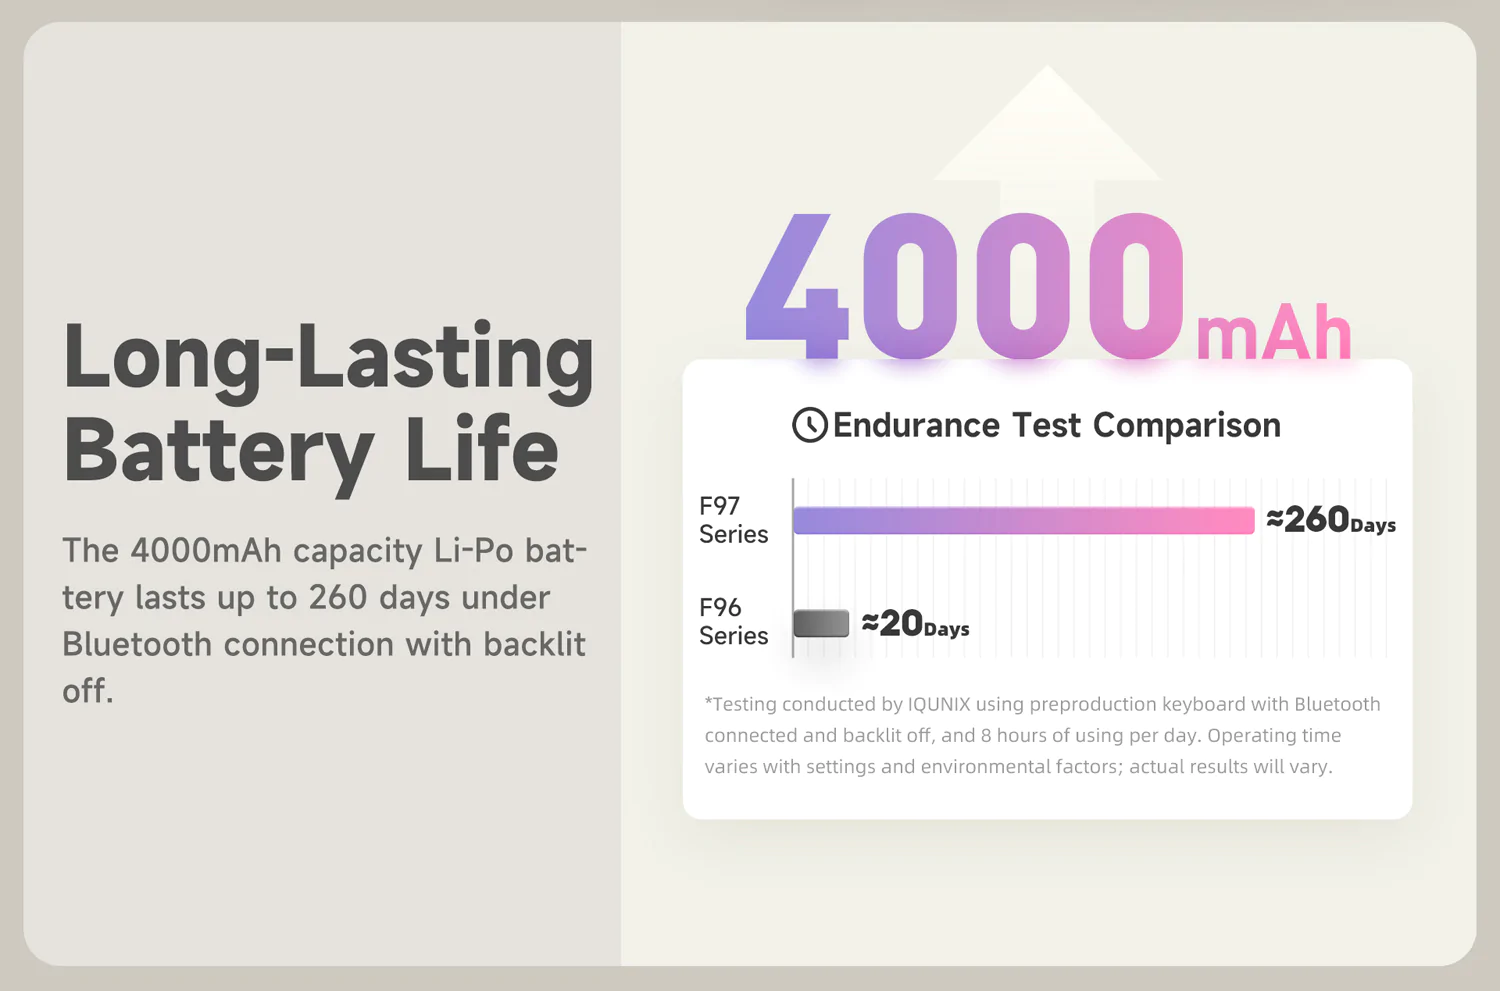 Long-Lasting
Battery Life
The 4000mAh capacity Li-Po bat-
tery lasts up to 260 days under
Bluetooth connection with backlit
off.
4000mAh
Endurance Test Comparison
F97
Series
≈260Days
F96
Series
≈20Days
*Testing conducted by IQUNIX using preproduction keyboard with Bluetooth
connected and backlit off, and 8 hours of using per day. Operating time
varies with settings and environmental factors; actual results will vary.